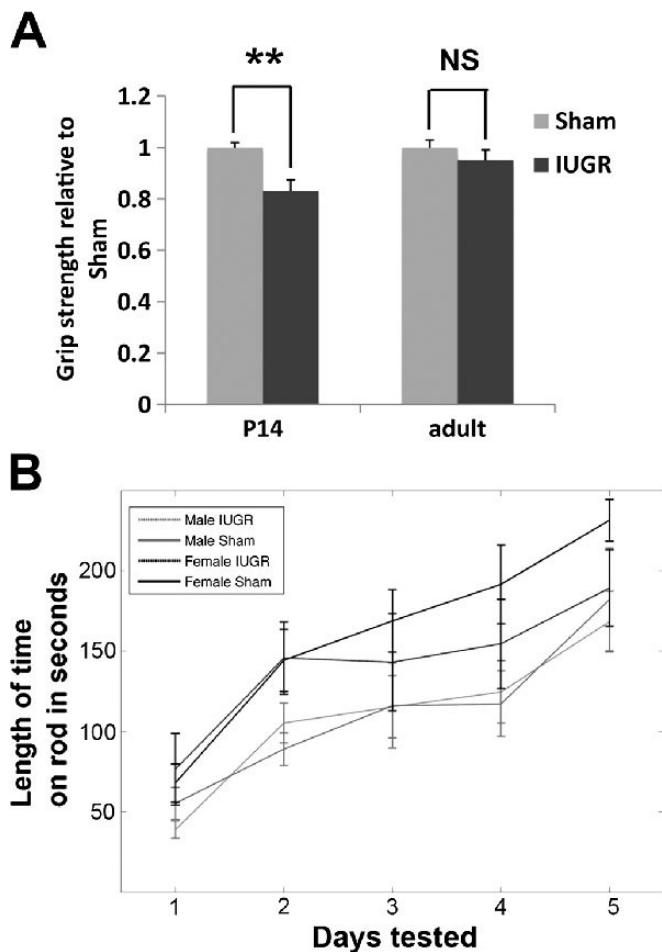 A
**
NS
Grip strength relative to
Sham
1.2
1
0.8
0.6
0.4
0.2
0
Sham
IUGR
P14
adult
B
Length of time
on rod in seconds
200
150
100
50
Male IUGR
Male Sham
Female IUGR
Female Sham
1 2 3 4 5
Days tested